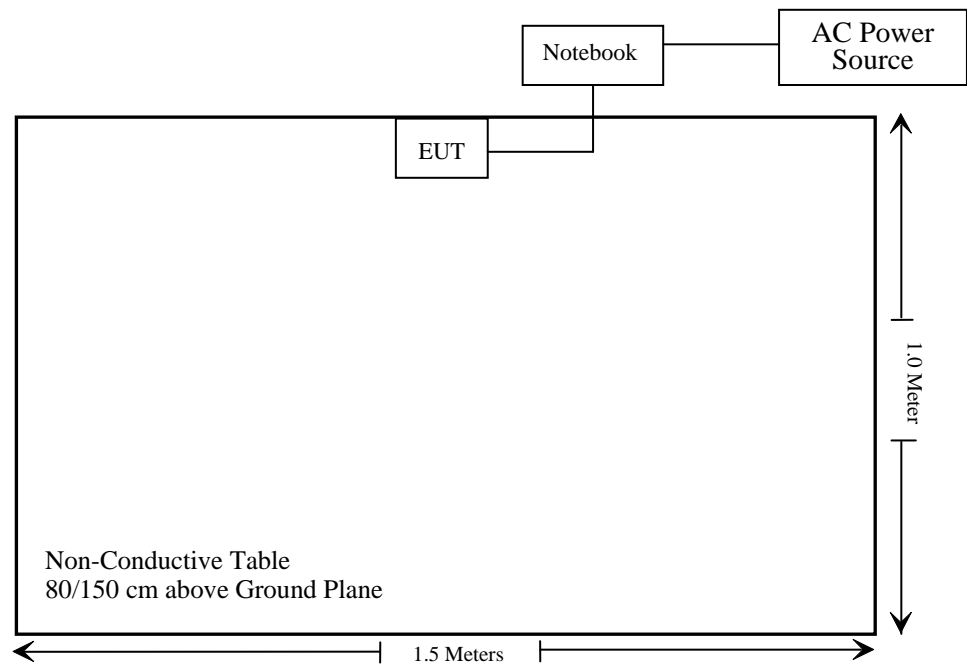 Notebook
AC Power
Source
EUT
1.0 Meter
Non-Conductive Table
80/150 cm above Ground Plane
1.5 Meters